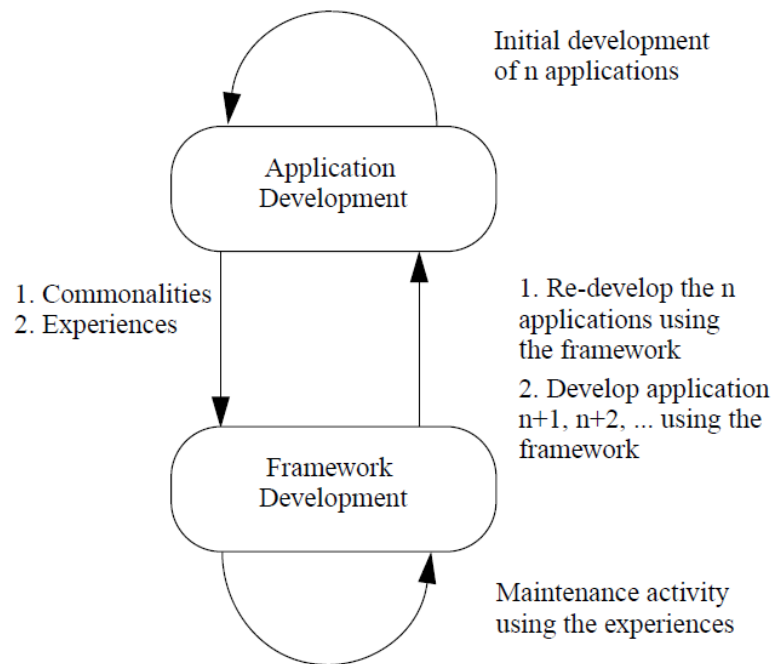 Initial development
of n applications
Application
Development
1. Commonalities
2. Experiences
1. Re-develop the n
applications using
the framework
2. Develop application
n+1, n+2, ... using the
framework
Framework
Development
Maintenance activity
using the experiences